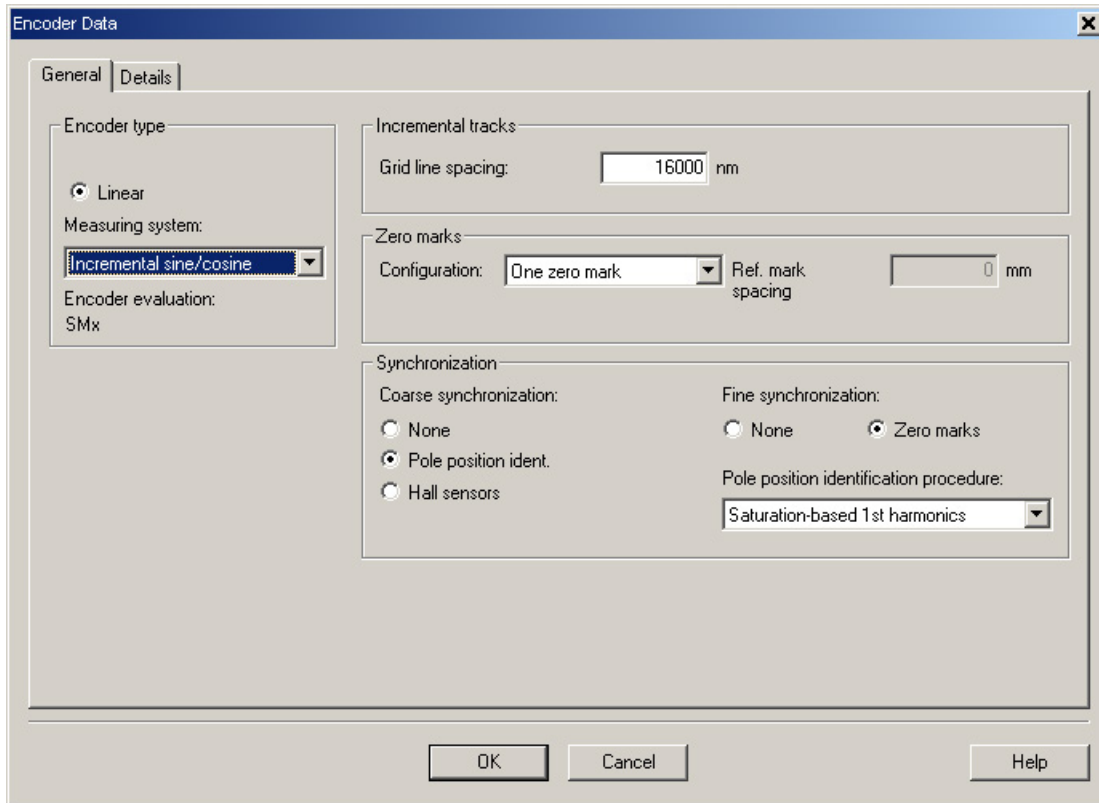 Encoder Data
General
Details
Encoder type
Linear
Measuring system:
Incremental sine/cosine
Encoder evaluation:
SMx
Incremental tracks
Grid line spacing:
16000 nm
Zero marks
Configuration:
One zero mark
Ref. mark
spacing
0 mm
Synchronization
Coarse synchronization:
None
Pole position ident.
Hall sensors
Fine synchronization:
None
Zero marks
Pole position identification procedure:
Saturation-based 1st harmonics
OK
Cancel
Help